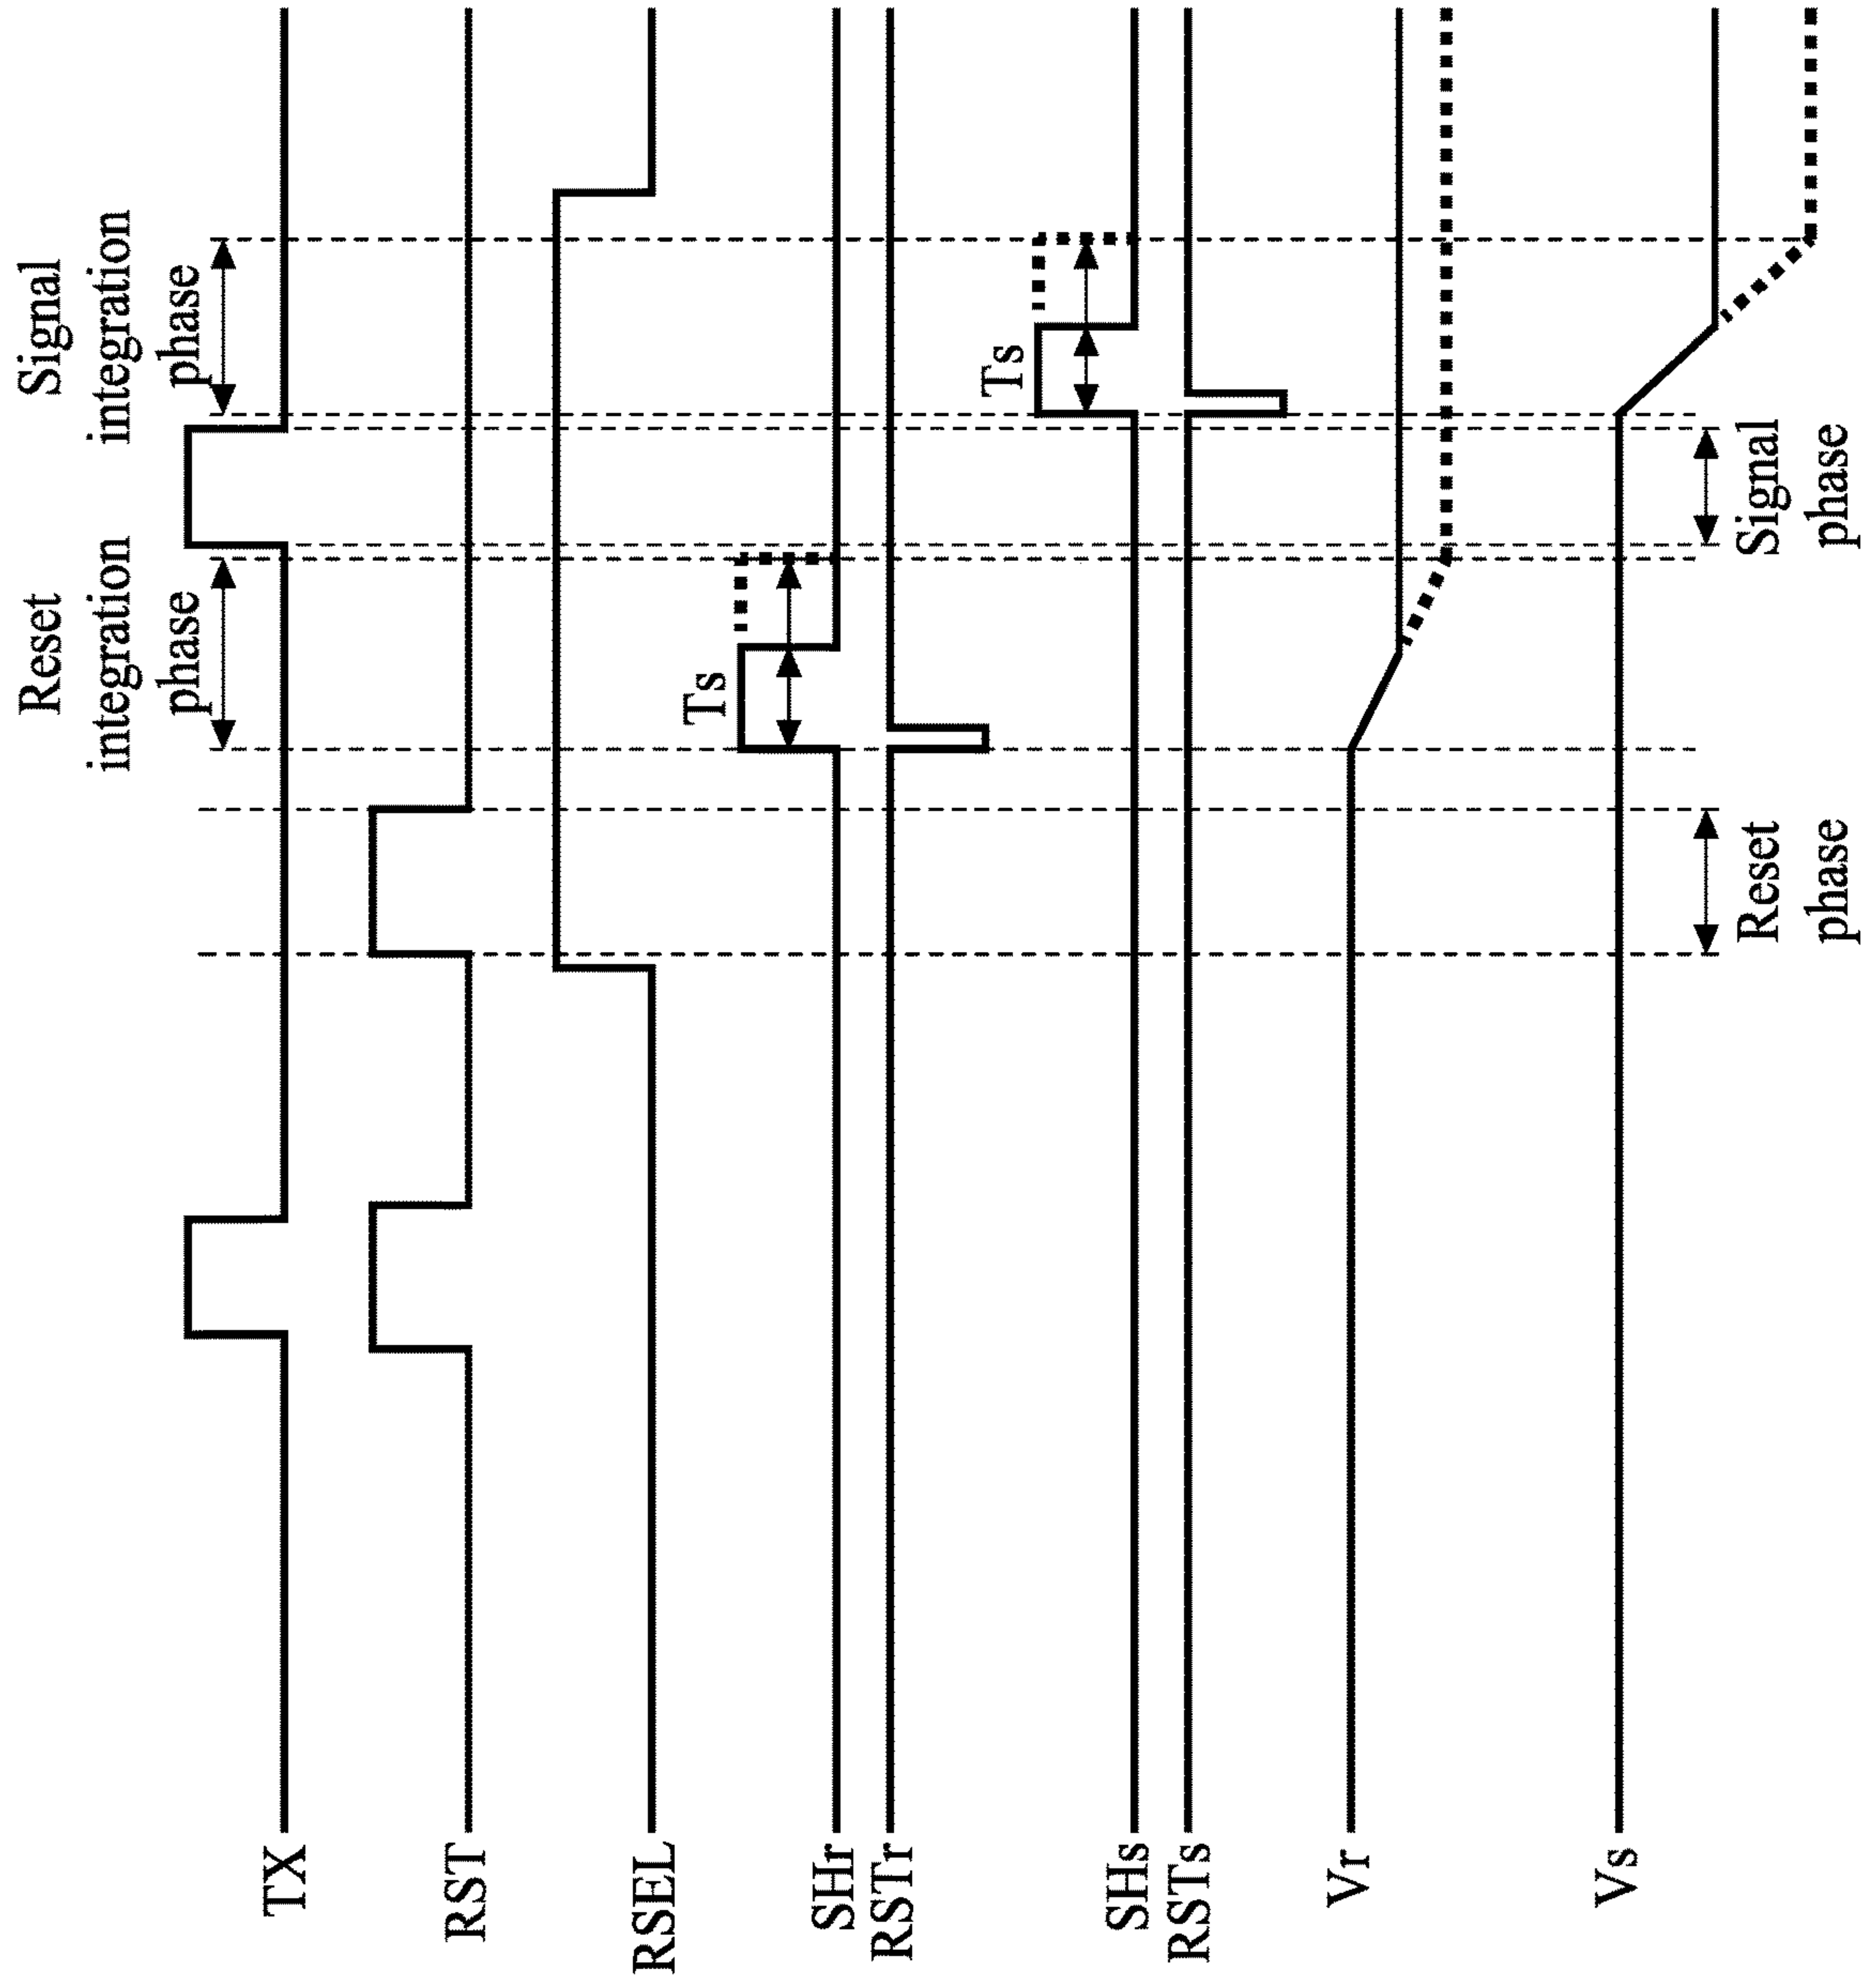 Reset
integration
phase
Signal
integration
phase
TX
RST
RSEL
Ts
SHr
RSTr
Ts
SHs
RSTs
Vr
Vs
Reset
phase
Signal
phase